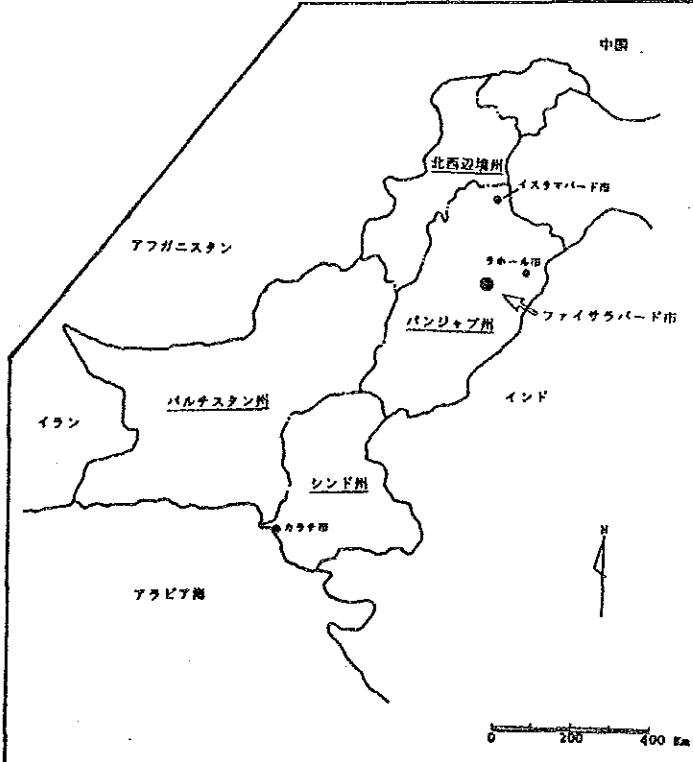 中国
北西辺境州
イスラマバード市
アフガニスタン
ラホール市
パンジャブ州
ファイサラバード市
バルチスタン州
インド
イラン
シンド州
カラチ市
N
アラビア海
0 200 400 Km